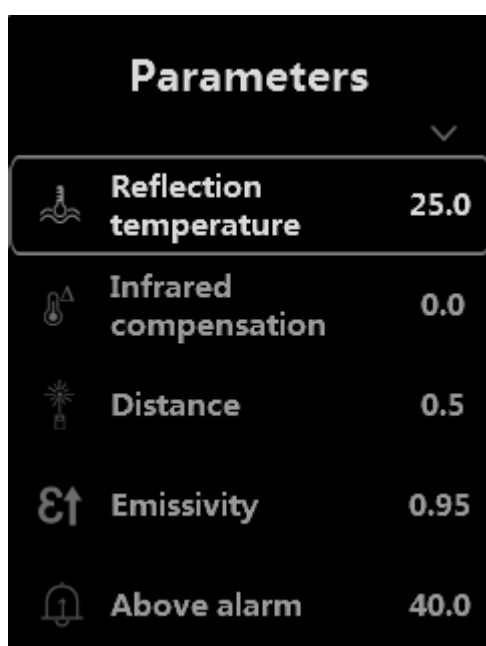 Parameters
Reflection
temperature 25.0
Infrared
compensation 0.0
Distance 0.5
ε↑ Emissivity 0.95
Above alarm 40.0